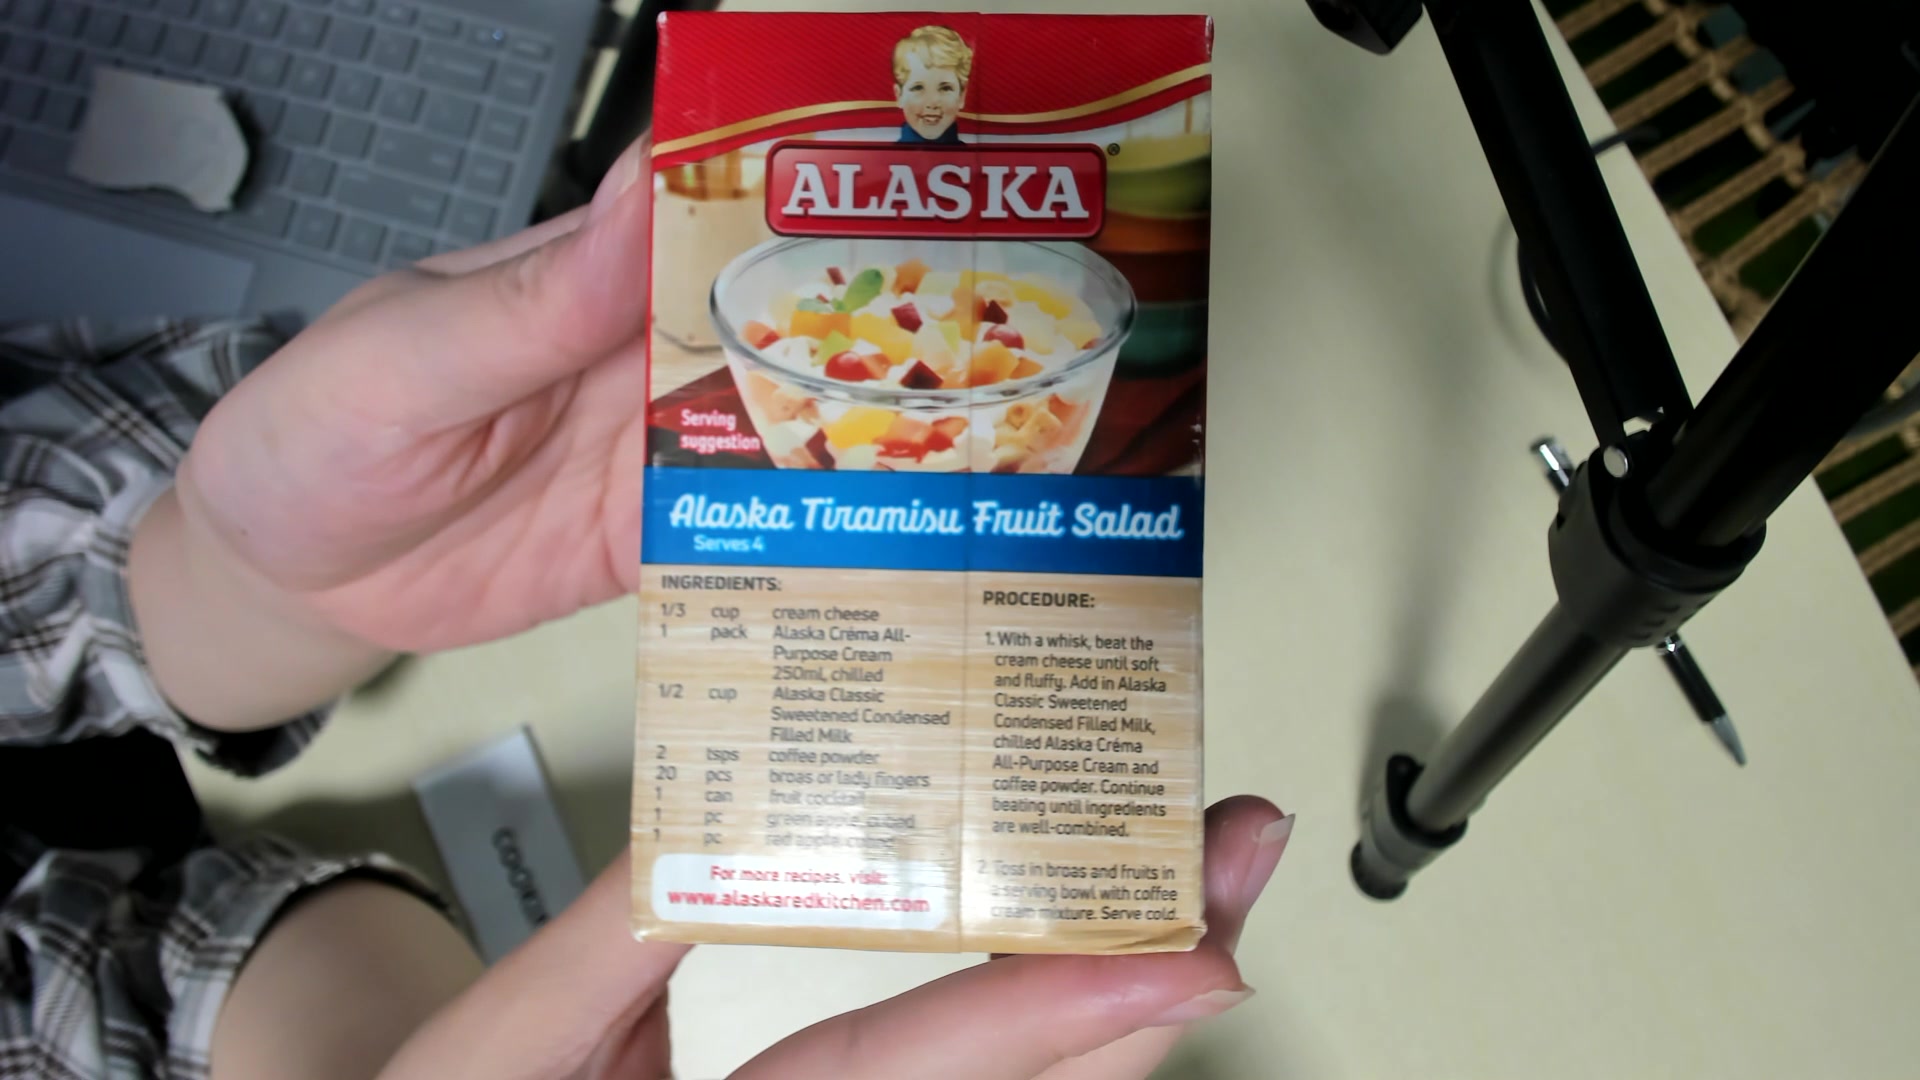 ALASKA®
Serving
suggestion
Alaska Tiramisu Fruit Salad
Serves 4
INGREDIENTS:
1/3 cup cream cheese
1 pack Alaska Créma All-
Purpose Cream
250ml, chilled
1/2 cup Alaska Classic
Sweetened Condensed
Filled Milk
2 tsps coffee powder
20 pcs broas or lady fingers
1 can fruit cocktail
1 pc green apple, cubed
1 pc red apple, cubed
For more recipes, visit:
www.alaskaredkitchen.com
PROCEDURE:
1. With a whisk, beat the
cream cheese until soft
and fluffy. Add in Alaska
Classic Sweetened
Condensed Filled Milk,
chilled Alaska Créma
All-Purpose Cream and
coffee powder. Continue
beating until ingredients
are well-combined.
2. Toss in broas and fruits in
a serving bowl with coffee
cream mixture. Serve cold.